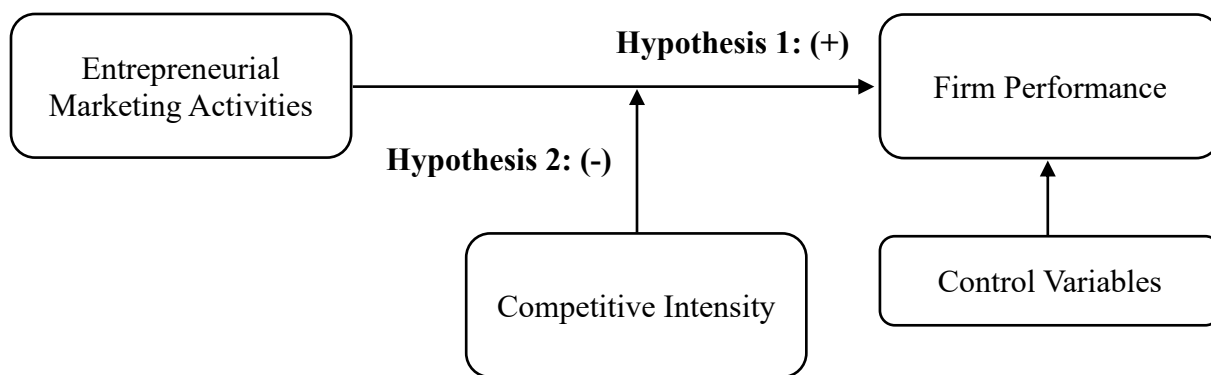 Entrepreneurial
Marketing Activities
Hypothesis 1: (+)
Firm Performance
Hypothesis 2: (-)
Competitive Intensity
Control Variables